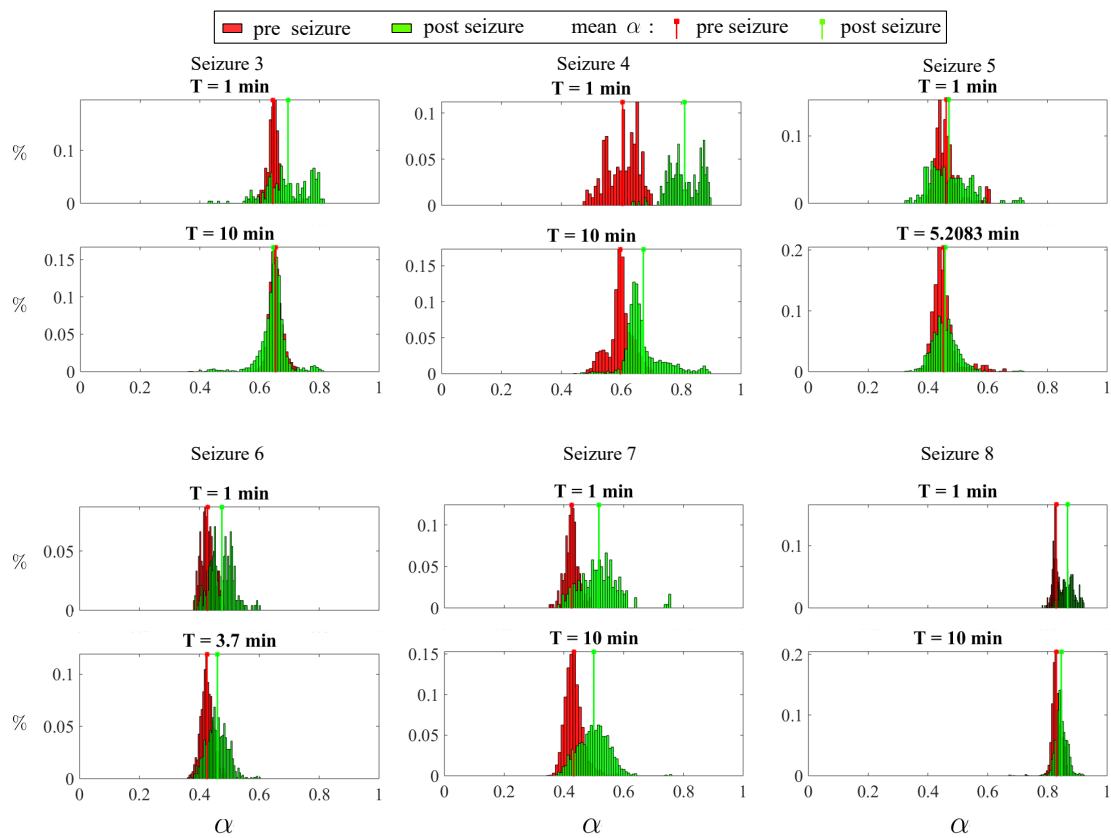 pre seizure post seizure mean α : pre seizure post seizure
Seizure 3 Seizure 4 Seizure 5
T = 1 min T = 1 min T = 1 min
% 0.1 0 0.1 0.05 0 0.1 0
T = 10 min T = 10 min T = 5.2083 min
% 0.15 0.1 0.05 0 0.15 0.1 0.05 0 0.2 0.1 0
0 0.2 0.4 0.6 0.8 1 0 0.2 0.4 0.6 0.8 1 0 0.2 0.4 0.6 0.8 1
Seizure 6 Seizure 7 Seizure 8
T = 1 min T = 1 min T = 1 min
% 0.05 0 0.1 0.05 0 0.1 0
T = 3.7 min T = 10 min T = 10 min
% 0.1 0.05 0 0.15 0.1 0.05 0 0.2 0.1 0
0 0.2 0.4 0.6 0.8 1 0 0.2 0.4 0.6 0.8 1 0 0.2 0.4 0.6 0.8 1
α α α